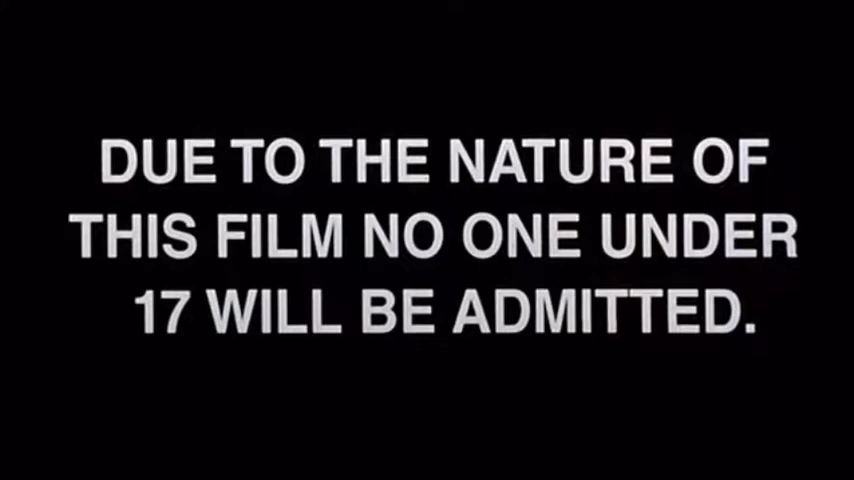 DUE TO THE NATURE OF
THIS FILM NO ONE UNDER
17 WILL BE ADMITTED.